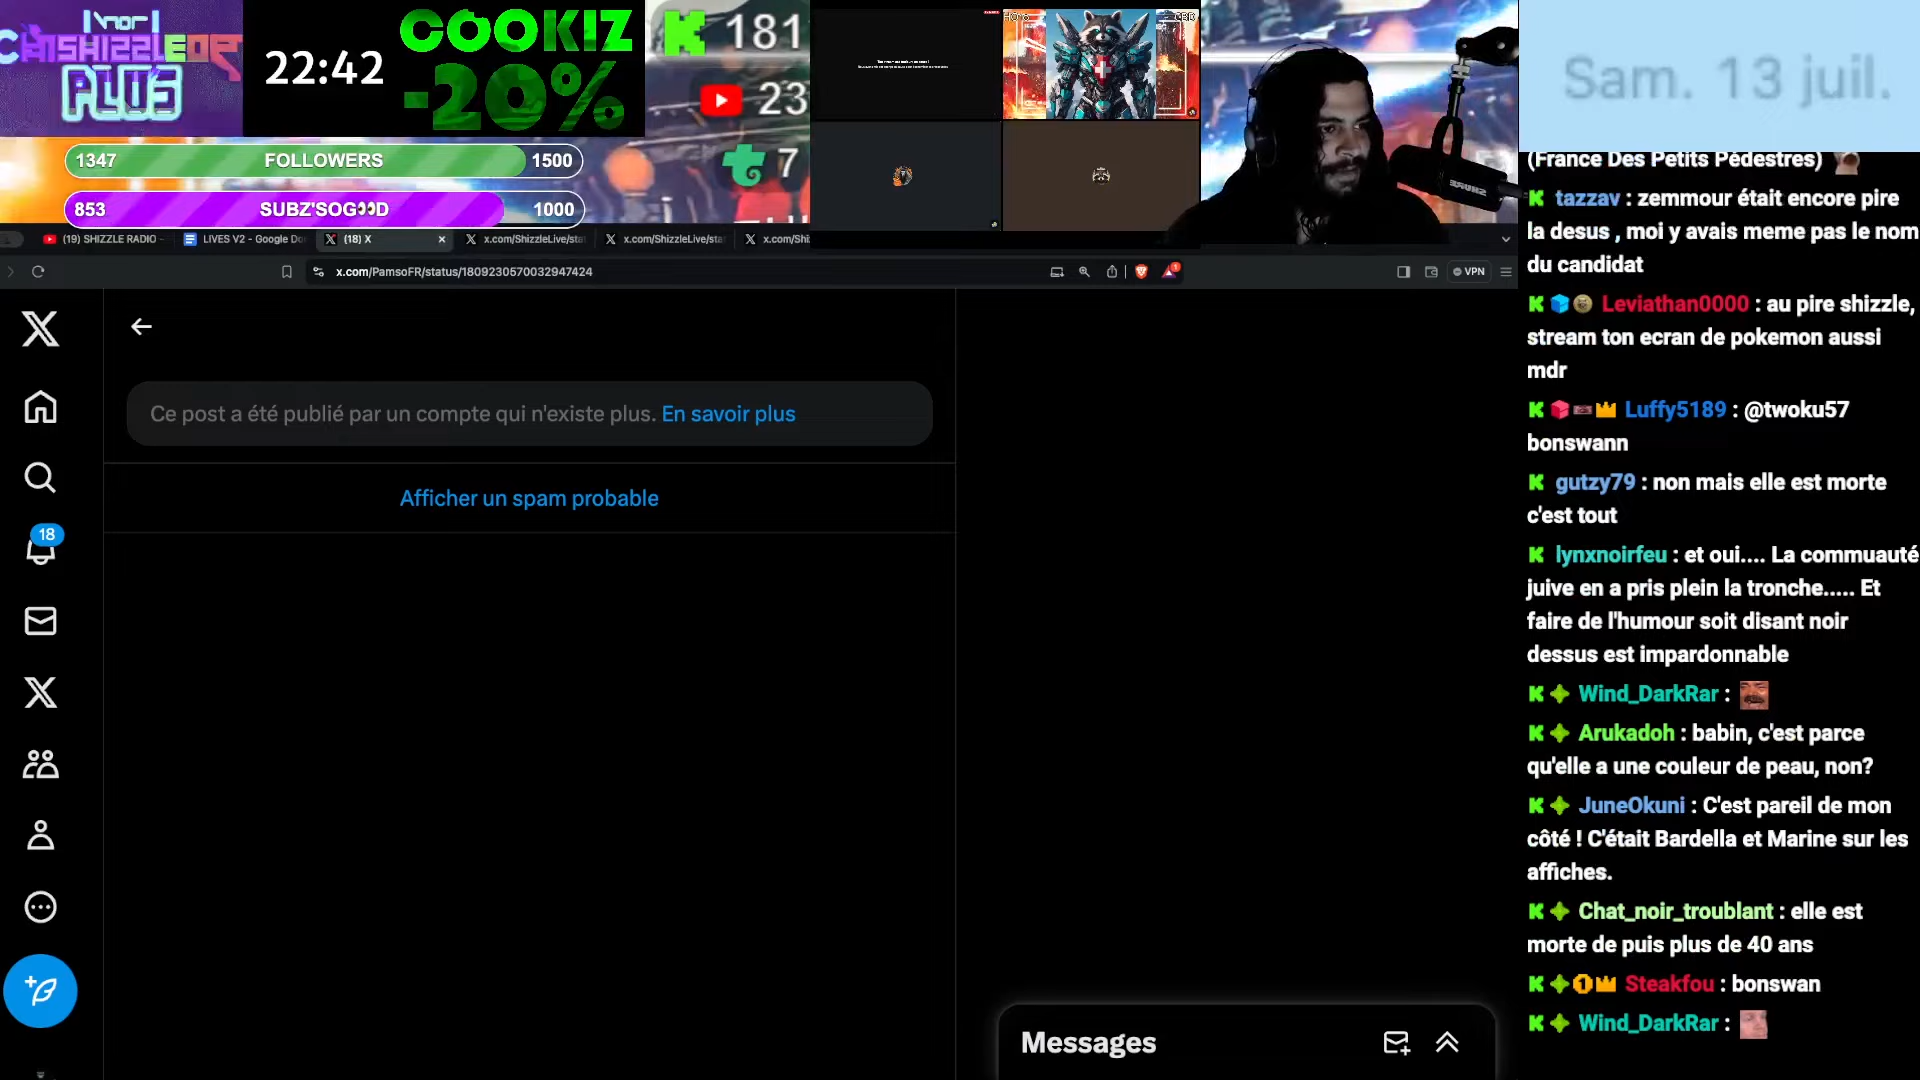 22:42
COOKIZ
-20%
181
23
7
1347 FOLLOWERS 1500
853 SUBZ'SOG👀D 1000
CBD
SHURE
Sam. 13 juil.
(19) SHIZZLE RADIO -
LIVES V2 - Google Do
(18) X
x.com/ShizzleLive/sta
x.com/ShizzleLive/sta
x.com/Shi
x.com/PamsoFR/status/1809230570032947424
1
VPN
Ce post a été publié par un compte qui n'existe plus. En savoir plus
Afficher un spam probable
18
Messages
(France Des Petits Pédestres)
tazzav : zemmour était encore pire
la desus , moi y avais meme pas le nom
du candidat
Leviathan0000 : au pire shizzle,
stream ton ecran de pokemon aussi
mdr
Luffy5189 : @twoku57
bonswann
gutzy79 : non mais elle est morte
c'est tout
lynxnoirfeu : et oui.... La commuauté
juive en a pris plein la tronche..... Et
faire de l'humour soit disant noir
dessus est impardonnable
Wind_DarkRar :
Arukadoh : babin, c'est parce
qu'elle a une couleur de peau, non?
JuneOkuni : C'est pareil de mon
côté ! C'était Bardella et Marine sur les
affiches.
Chat_noir_troublant : elle est
morte de puis plus de 40 ans
Steakfou : bonswan
Wind_DarkRar :